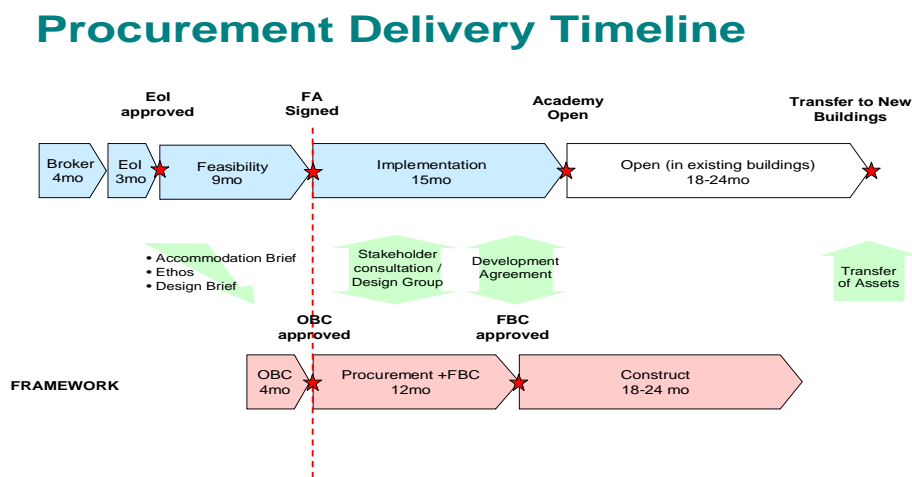 Procurement Delivery Timeline
EoI
approved
FA
Signed
Academy
Open
Transfer to New
Buildings
Broker
4mo
EoI
3mo
Feasibility
9mo
Implementation
15mo
Open (in existing buildings)
18-24mo
• Accommodation Brief
• Ethos
• Design Brief
Stakeholder
consultation /
Design Group
Development
Agreement
Transfer
of Assets
OBC
approved
FBC
approved
FRAMEWORK
OBC
4mo
Procurement +FBC
12mo
Construct
18-24 mo